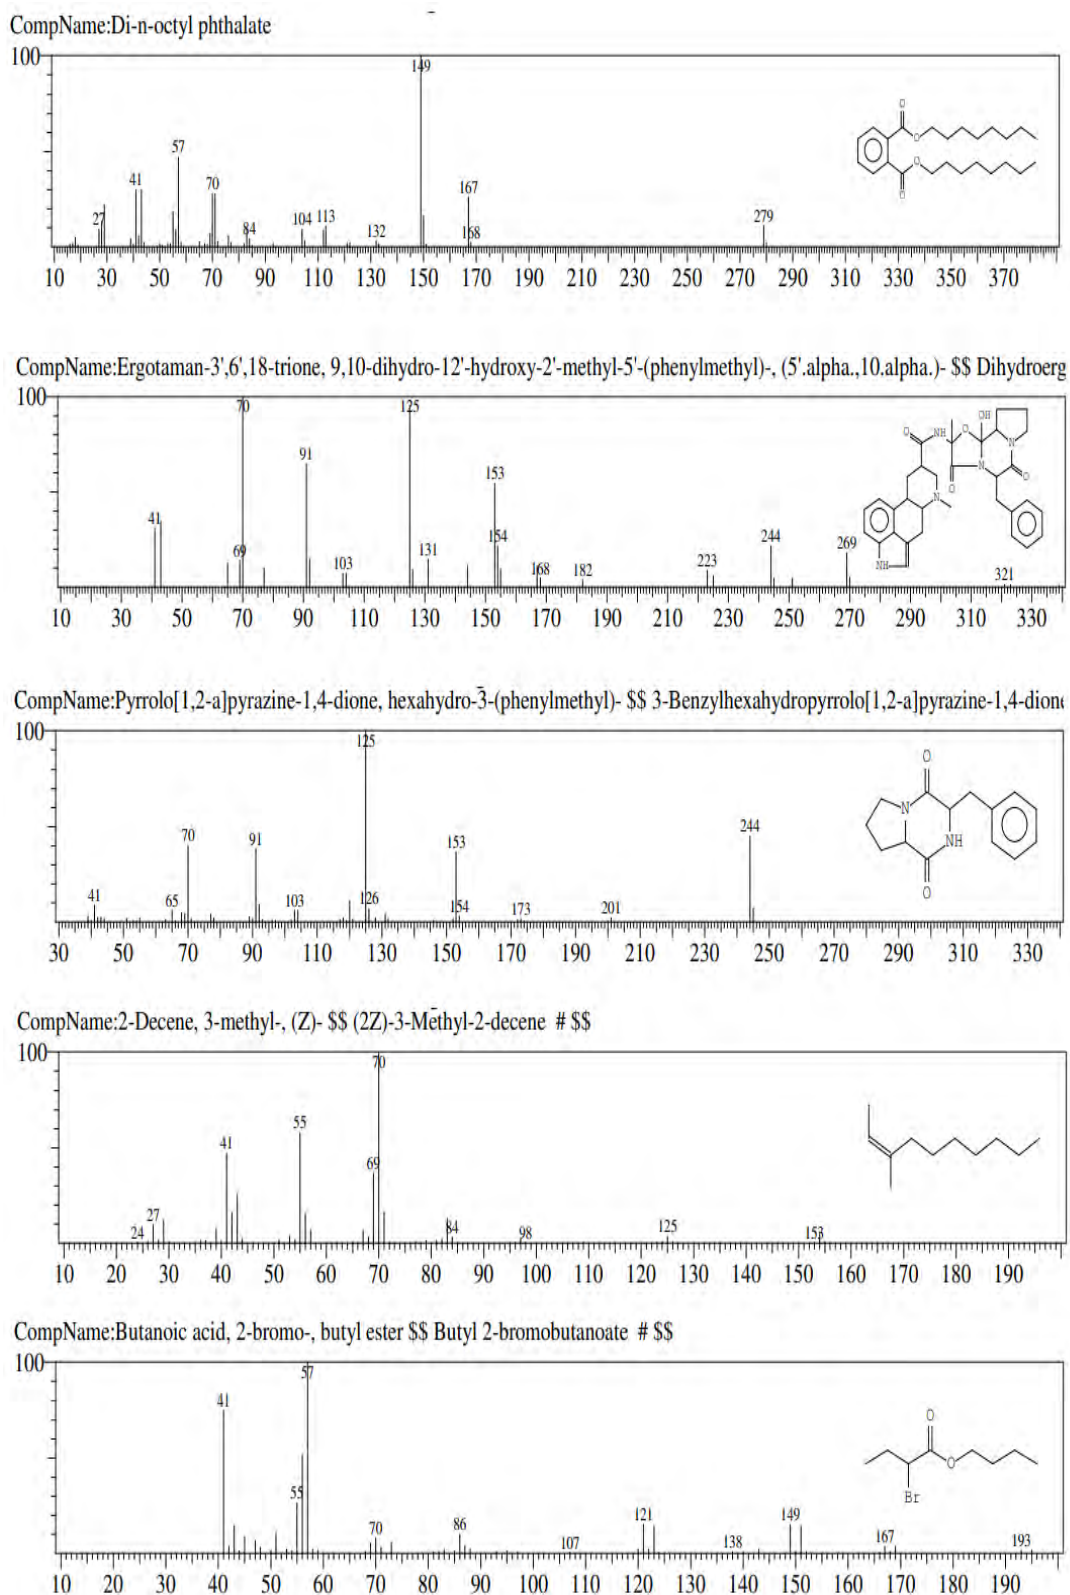 CompName:Di-n-octyl phthalate
100
149
57
41
70
167
27
84
104
113
132
168
279
O
O
O
O
10 30 50 70 90 110 130 150 170 190 210 230 250 270 290 310 330 350 370
CompName:Ergotaman-3',6',18-trione, 9,10-dihydro-12'-hydroxy-2'-methyl-5'-(phenylmethyl)-, (5'.alpha.,10.alpha.)- $$ Dihydroerg
100
70
125
91
153
41
69
103
131
154
168
182
223
244
269
321
OH
O
NH
O
N
N
O
O
N
NH
10 30 50 70 90 110 130 150 170 190 210 230 250 270 290 310 330
CompName:Pyrrolo[1,2-a]pyrazine-1,4-dione, hexahydro-3-(phenylmethyl)- $$ 3-Benzylhexahydropyrrolo[1,2-a]pyrazine-1,4-dione
100
125
70
91
153
244
41
65
103
126
154
173
201
O
N
NH
O
30 50 70 90 110 130 150 170 190 210 230 250 270 290 310 330
CompName:2-Decene, 3-methyl-, (Z)- $$ (2Z)-3-Methyl-2-decene # $$
100
70
55
41
69
27
24
84
98
125
153
10 20 30 40 50 60 70 80 90 100 110 120 130 140 150 160 170 180 190
CompName:Butanoic acid, 2-bromo-, butyl ester $$ Butyl 2-bromobutanoate # $$
100
57
41
55
70
86
107
121
138
149
167
193
O
O
Br
10 20 30 40 50 60 70 80 90 100 110 120 130 140 150 160 170 180 190